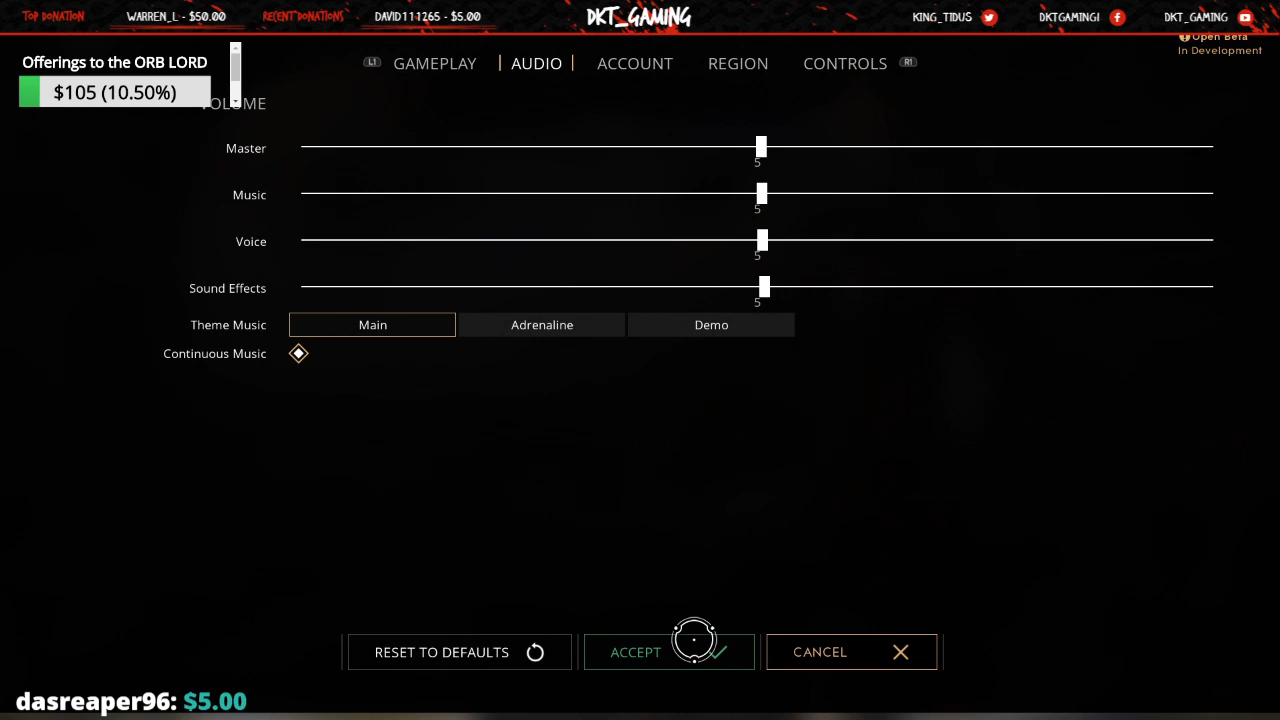 TOP DONATION WARREN_L - $50.00 RECENT DONATIONS DAVID111265 - $5.00 DKT_GAMING KING_TIDUS DKTGAMING1 DKT_GAMING
Open Beta
In Development
Offerings to the ORB LORD
$105 (10.50%)
L1 GAMEPLAY AUDIO ACCOUNT REGION CONTROLS R1
VOLUME
Master
5
Music
5
Voice
5
Sound Effects
5
Theme Music Main Adrenaline Demo
Continuous Music
RESET TO DEFAULTS ACCEPT CANCEL
dasreaper96: $5.00